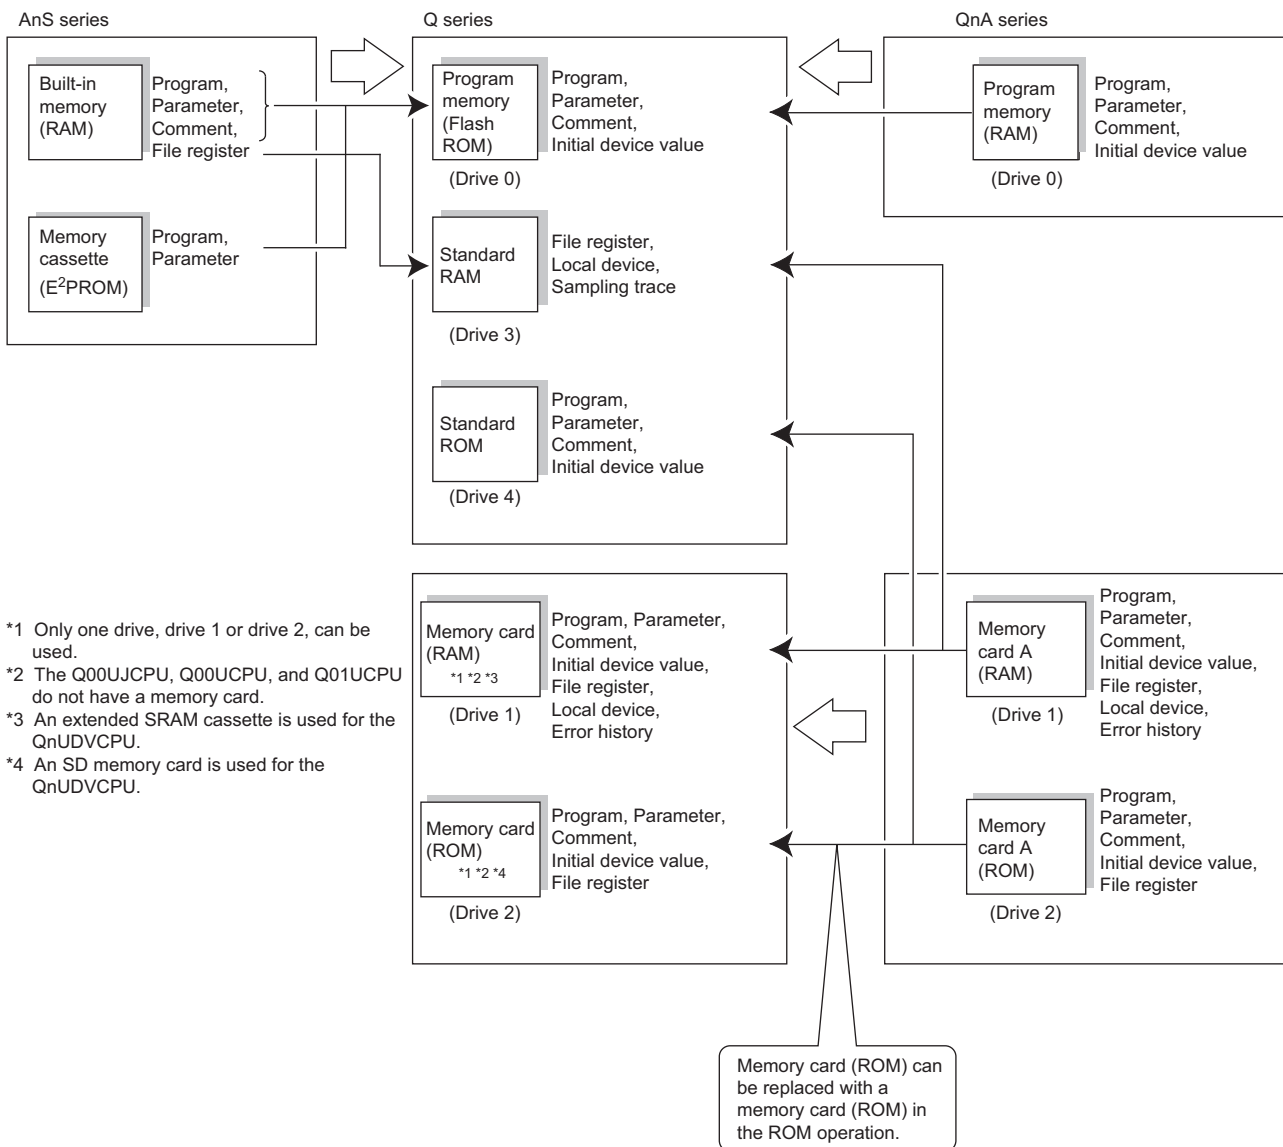 AnS series
Q series
QnA series
Built-in
memory
(RAM)
Program,
Parameter,
Comment,
File register
Memory
cassette
(E²PROM)
Program,
Parameter
Program
memory
(Flash
ROM)
Program,
Parameter,
Comment,
Initial device value
(Drive 0)
Standard
RAM
File register,
Local device,
Sampling trace
(Drive 3)
Standard
ROM
Program,
Parameter,
Comment,
Initial device value
(Drive 4)
Program
memory
(RAM)
Program,
Parameter,
Comment,
Initial device value
(Drive 0)
*1 Only one drive, drive 1 or drive 2, can be
used.
*2 The Q00UJCPU, Q00UCPU, and Q01UCPU
do not have a memory card.
*3 An extended SRAM cassette is used for the
QnUDVCPU.
*4 An SD memory card is used for the
QnUDVCPU.
Memory card
(RAM)
*1 *2 *3
Program, Parameter,
Comment,
Initial device value,
File register,
Local device,
Error history
(Drive 1)
Memory card
(ROM)
*1 *2 *4
Program, Parameter,
Comment,
Initial device value,
File register
(Drive 2)
Memory
card A
(RAM)
Program,
Parameter,
Comment,
Initial device value,
File register,
Local device,
Error history
(Drive 1)
Memory
card A
(ROM)
Program,
Parameter,
Comment,
Initial device value,
File register
(Drive 2)
Memory card (ROM) can
be replaced with a
memory card (ROM) in
the ROM operation.